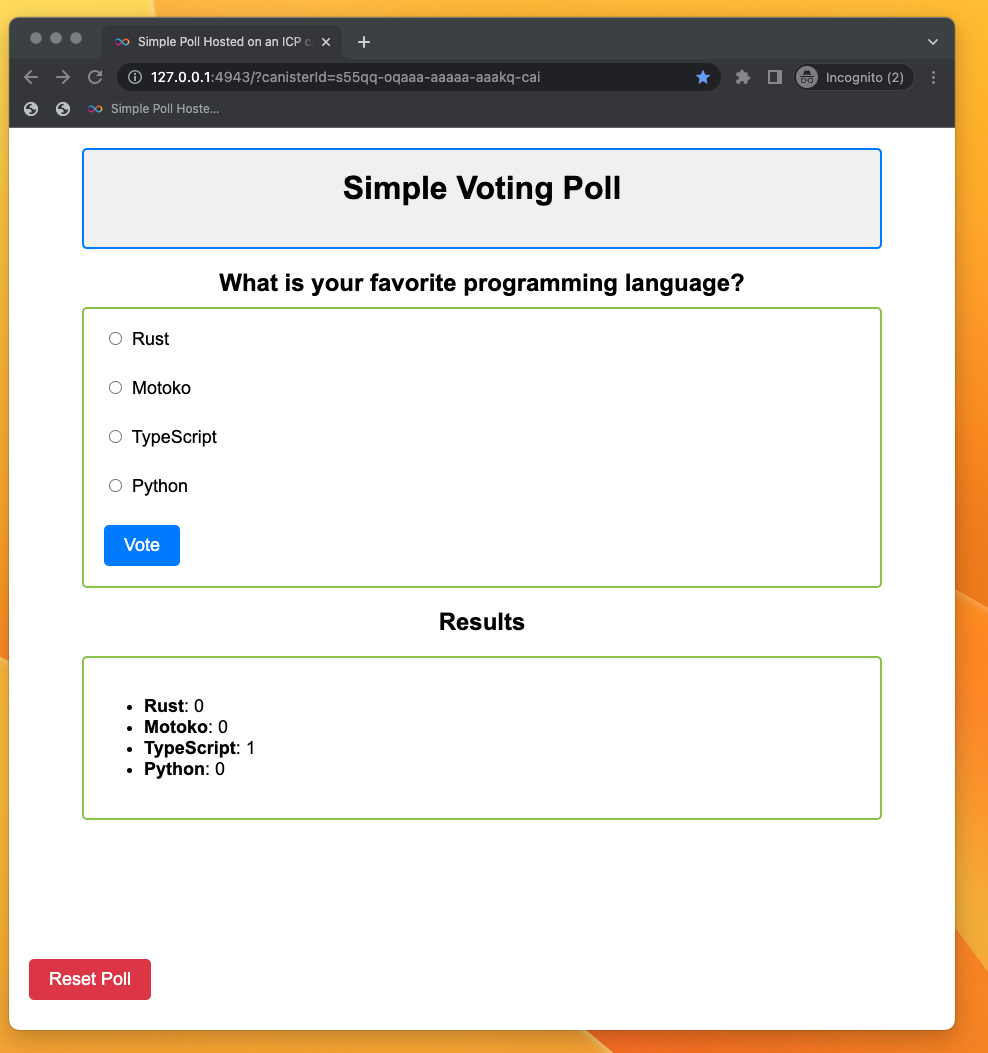 Simple Poll Hosted on an ICP c
127.0.0.1:4943/?canisterId=s55qq-oqaaa-aaaaa-aaakq-cai
Incognito (2)
Simple Poll Hoste...
Simple Voting Poll
What is your favorite programming language?
Rust
Motoko
TypeScript
Python
Vote
Results
Rust: 0
Motoko: 0
TypeScript: 1
Python: 0
Reset Poll